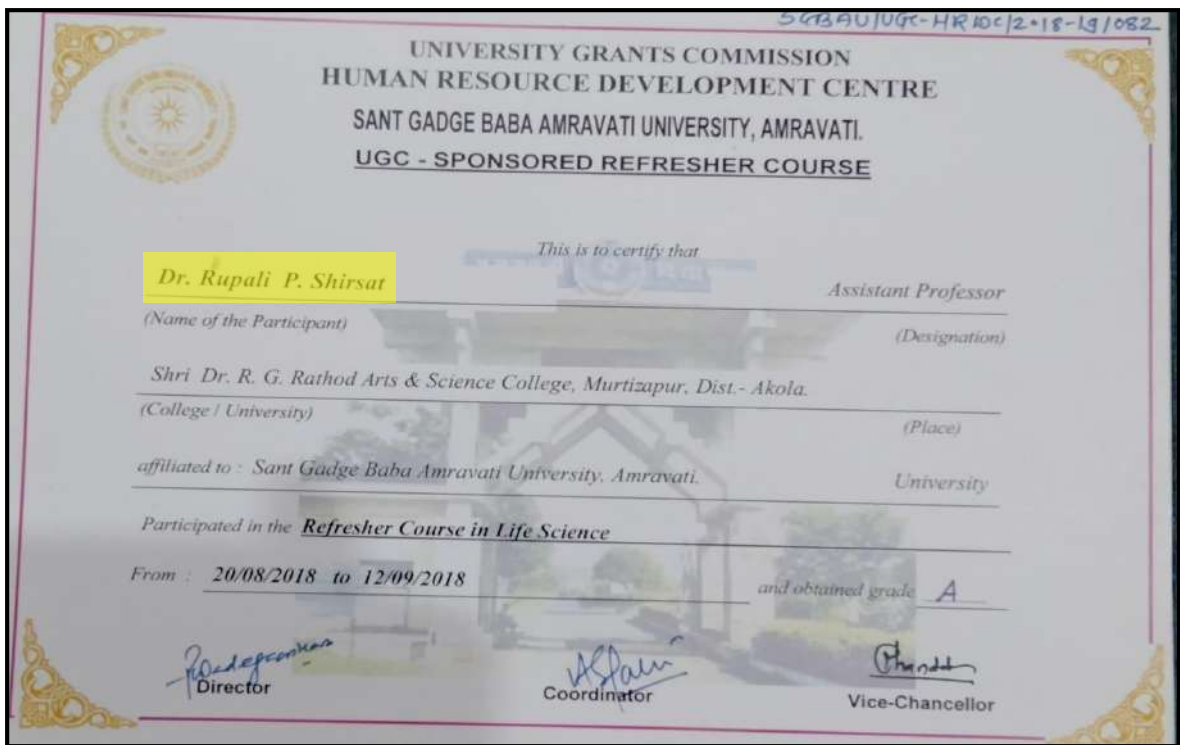 SGBAU/UGC-HRDC/2018-19/082
UNIVERSITY GRANTS COMMISSION
HUMAN RESOURCE DEVELOPMENT CENTRE
SANT GADGE BABA AMRAVATI UNIVERSITY, AMRAVATI.
UGC - SPONSORED REFRESHER COURSE
This is to certify that
Dr. Rupali P. Shirsat Assistant Professor
(Name of the Participant) (Designation)
Shri Dr. R. G. Rathod Arts & Science College, Murtizapur, Dist.- Akola.
(College / University) (Place)
affiliated to : Sant Gadge Baba Amravati University, Amravati. University
Participated in the Refresher Course in Life Science
From : 20/08/2018 to 12/09/2018 and obtained grade A
Director Coordinator Vice-Chancellor